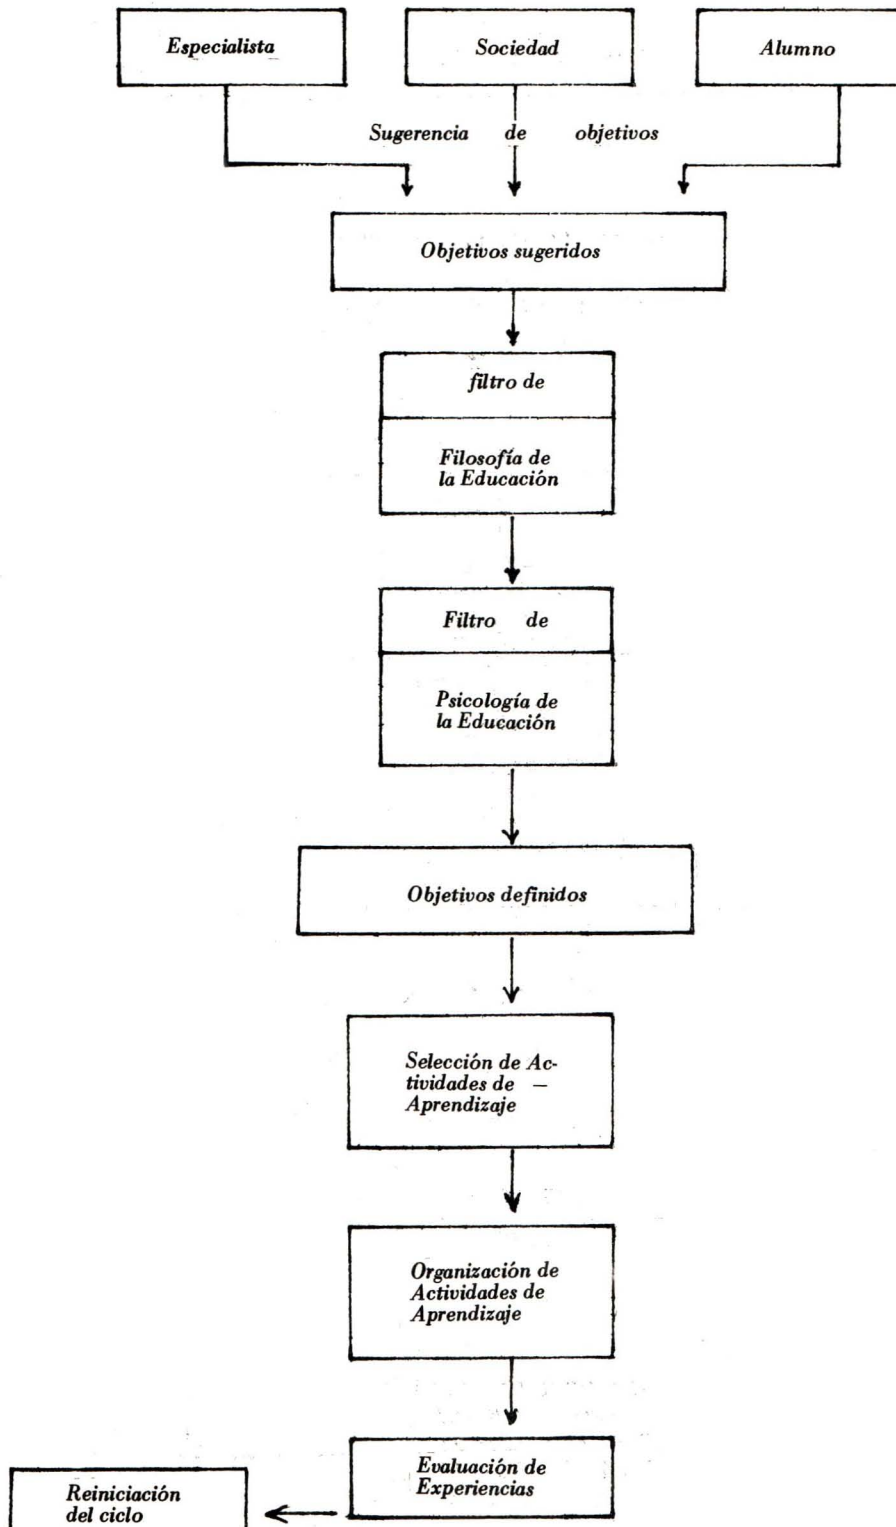 Especialista
Sociedad
Alumno
Sugerencia de objetivos
Objetivos sugeridos
filtro de
Filosofía de
la Educación
Filtro de
Psicología de
la Educación
Objetivos definidos
Selección de Ac-
tividades de —
Aprendizaje
Organización de
Actividades de
Aprendizaje
Evaluación de
Experiencias
Reiniciación
del ciclo